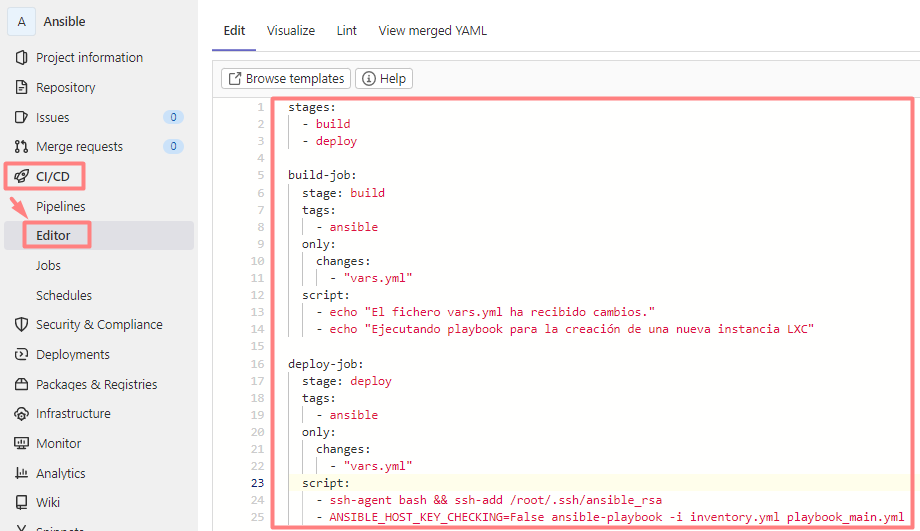 A Ansible
Project information
Repository
Issues 0
Merge requests 0
CI/CD
Pipelines
Editor
Jobs
Schedules
Security & Compliance
Deployments
Packages & Registries
Infrastructure
Monitor
Analytics
Wiki
Snippets
Edit Visualize Lint View merged YAML
Browse templates Help
1 stages:
2 - build
3 - deploy
4
5 build-job:
6 stage: build
7 tags:
8 - ansible
9 only:
10 changes:
11 - "vars.yml"
12 script:
13 - echo "El fichero vars.yml ha recibido cambios."
14 - echo "Ejecutando playbook para la creación de una nueva instancia LXC"
15
16 deploy-job:
17 stage: deploy
18 tags:
19 - ansible
20 only:
21 changes:
22 - "vars.yml"
23 script:
24 - ssh-agent bash && ssh-add /root/.ssh/ansible_rsa
25 - ANSIBLE_HOST_KEY_CHECKING=False ansible-playbook -i inventory.yml playbook_main.yml